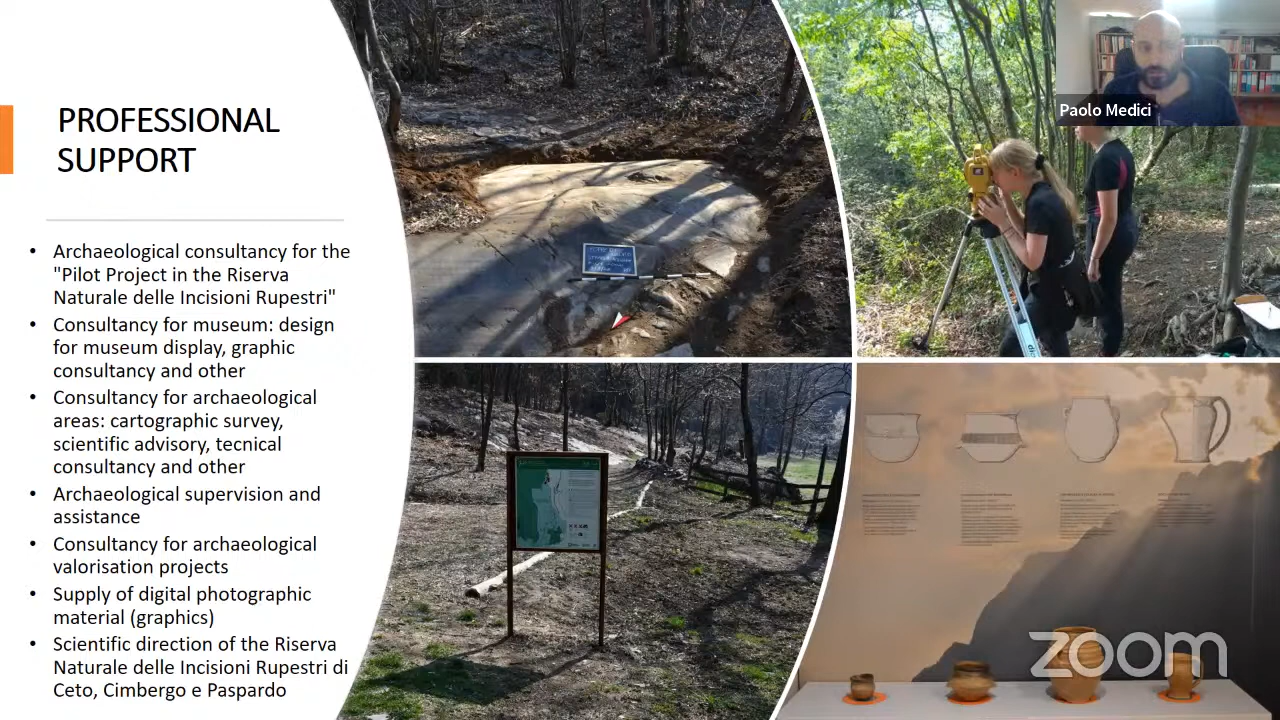 PROFESSIONAL
SUPPORT
• Archaeological consultancy for the
"Pilot Project in the Riserva
Naturale delle Incisioni Rupestri"
• Consultancy for museum: design
for museum display, graphic
consultancy and other
• Consultancy for archaeological
areas: cartographic survey,
scientific advisory, tecnical
consultancy and other
• Archaeological supervision and
assistance
• Consultancy for archaeological
valorisation projects
• Supply of digital photographic
material (graphics)
• Scientific direction of the Riserva
Naturale delle Incisioni Rupestri di
Ceto, Cimbergo e Paspardo
Paolo Medici
zoom